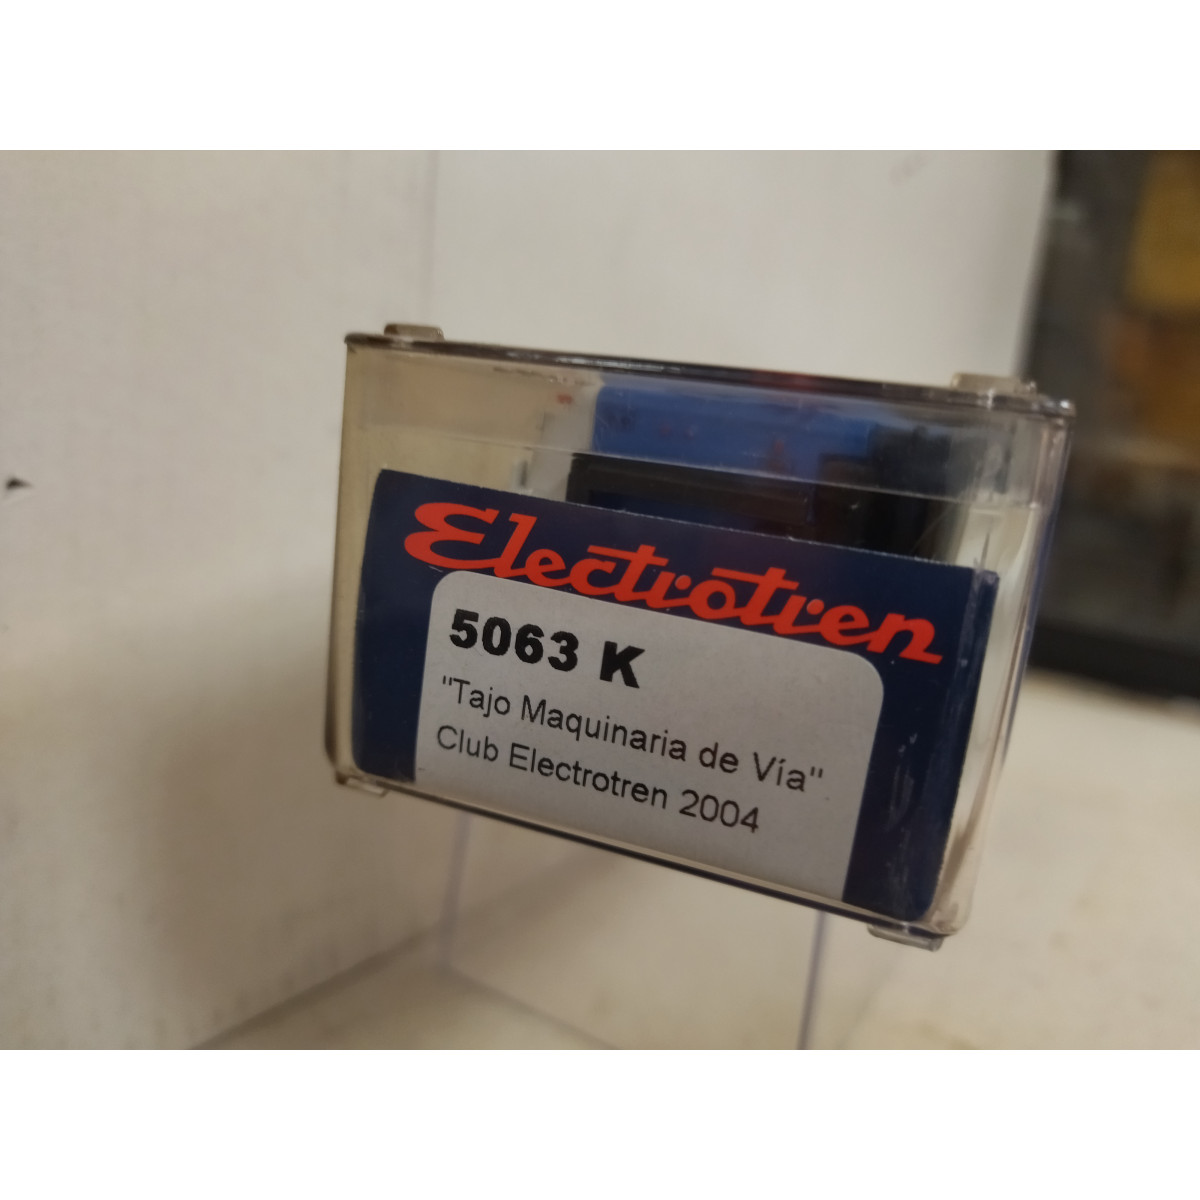 Electrotren
5063 K
"Tajo Maquinaria de Vía"
Club Electrotren 2004